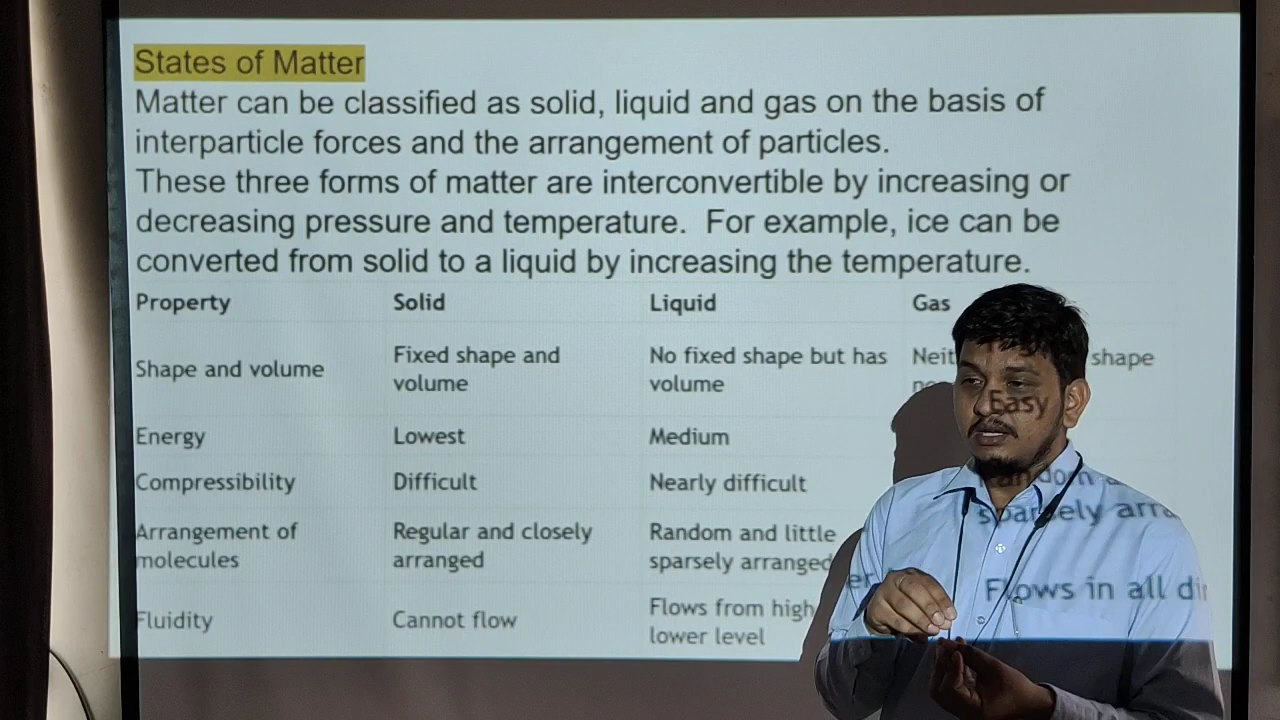 States of Matter
Matter can be classified as solid, liquid and gas on the basis of
interparticle forces and the arrangement of particles.
These three forms of matter are interconvertible by increasing or
decreasing pressure and temperature. For example, ice can be
converted from solid to a liquid by increasing the temperature.
Property Solid Liquid Gas
Shape and volume
Fixed shape and
volume
No fixed shape but has
volume
shape
Energy Lowest Medium
Compressibility Difficult Nearly difficult Easy
Arrangement of
molecules
Regular and closely
arranged
Random and little
sparsely arranged
sparsely
Fluidity
Cannot flow
Flows from high
lower level
Flows in all